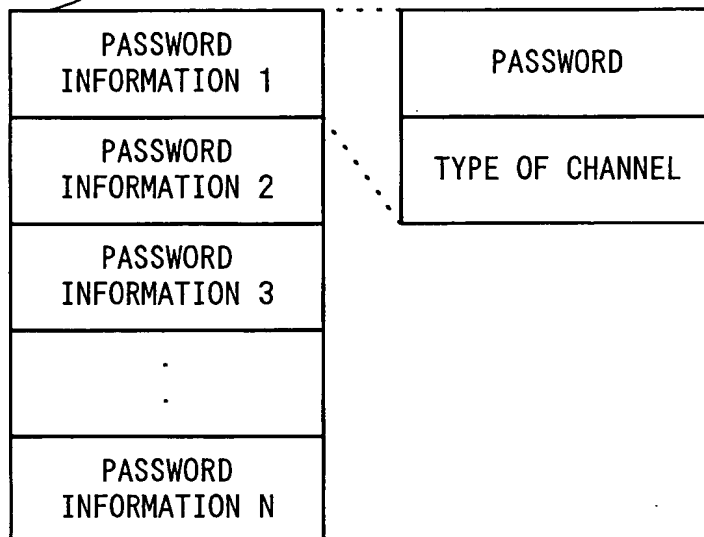 PASSWORD
INFORMATION 1
PASSWORD
INFORMATION 2
PASSWORD
INFORMATION 3
.
.
PASSWORD
INFORMATION N
PASSWORD
TYPE OF CHANNEL